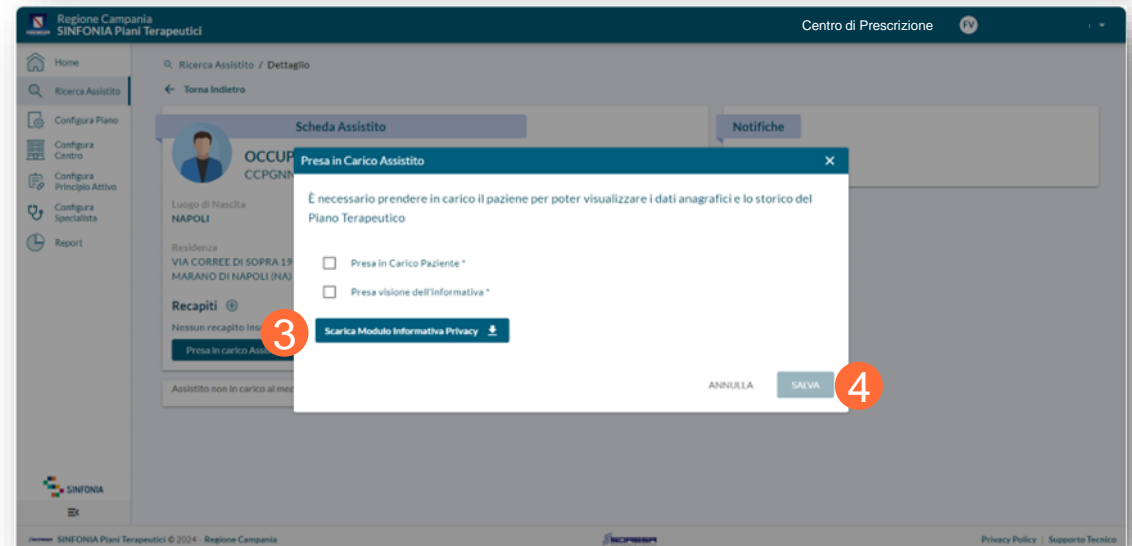 Regione Campania
SINFONIA Piani Terapeutici
Centro di Prescrizione
FV
Home
Ricerca Assistito
Configura Piano
Configura
Centro
Configura
Principio Attivo
Configura
Specialista
Report
SINFONIA
Ricerca Assistito / Dettaglio
Torna Indietro
Scheda Assistito
Notifiche
OCCUP
CCPGNN
Luogo di Nascita
NAPOLI
Residenza
VIA CORREE DI SOPRA 19
MARANO DI NAPOLI (NA)
Recapiti
Nessun recapito ins
Presa in carico Ass
Assistito non in carico al med
Presa in Carico Assistito
È necessario prendere in carico il paziene per poter visualizzare i dati anagrafici e lo storico del
Piano Terapeutico
Presa in Carico Paziente *
Presa visione dell'informativa *
3
Scarica Modulo Informativa Privacy
ANNULLA
SALVA
4
SINFONIA Piani Terapeutici © 2024 - Regione Campania
SORESA
Privacy Policy | Supporto Tecnico